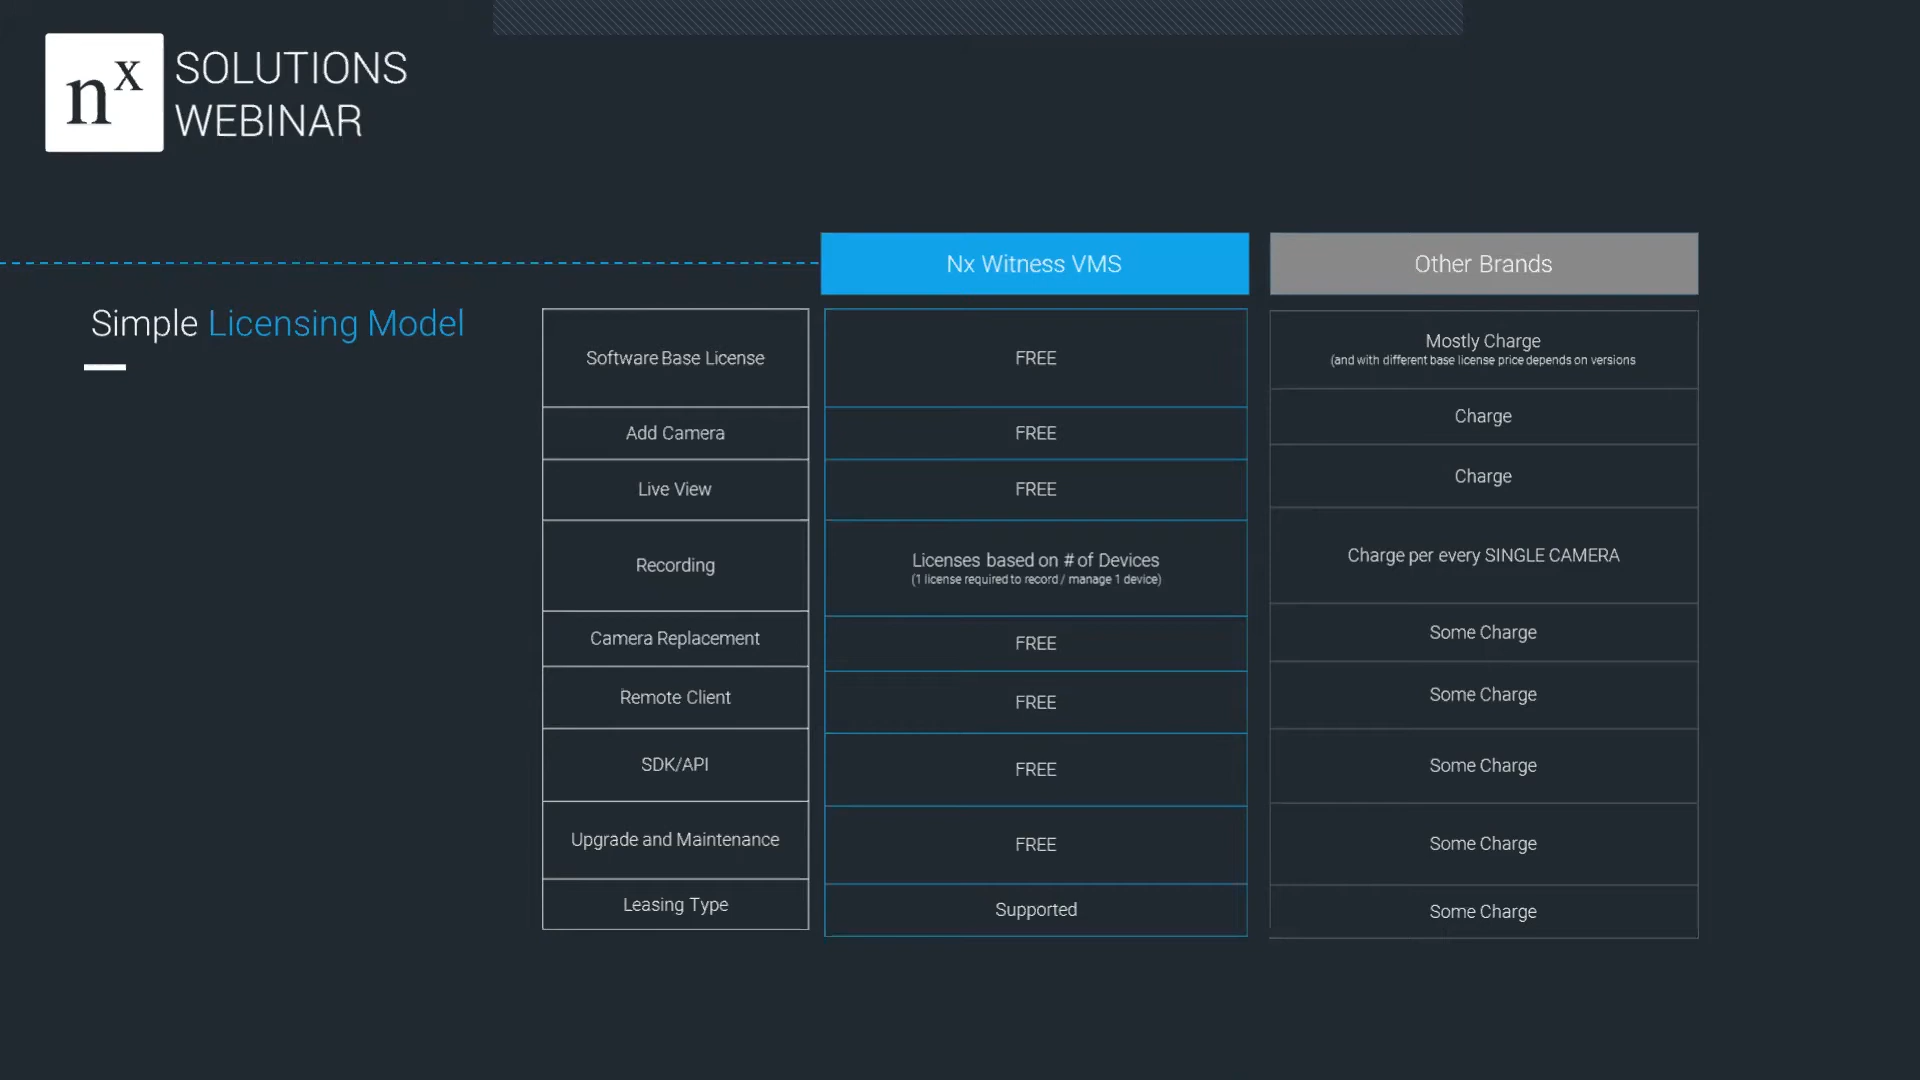 nx SOLUTIONS
WEBINAR
Nx Witness VMS
Other Brands
Simple Licensing Model
Software Base License
FREE
Mostly Charge
(and with different base license price depends on versions
Add Camera
FREE
Charge
Live View
FREE
Charge
Recording
Licenses based on # of Devices
(1 license required to record / manage 1 device)
Charge per every SINGLE CAMERA
Camera Replacement
FREE
Some Charge
Remote Client
FREE
Some Charge
SDK/API
FREE
Some Charge
Upgrade and Maintenance
FREE
Some Charge
Leasing Type
Supported
Some Charge